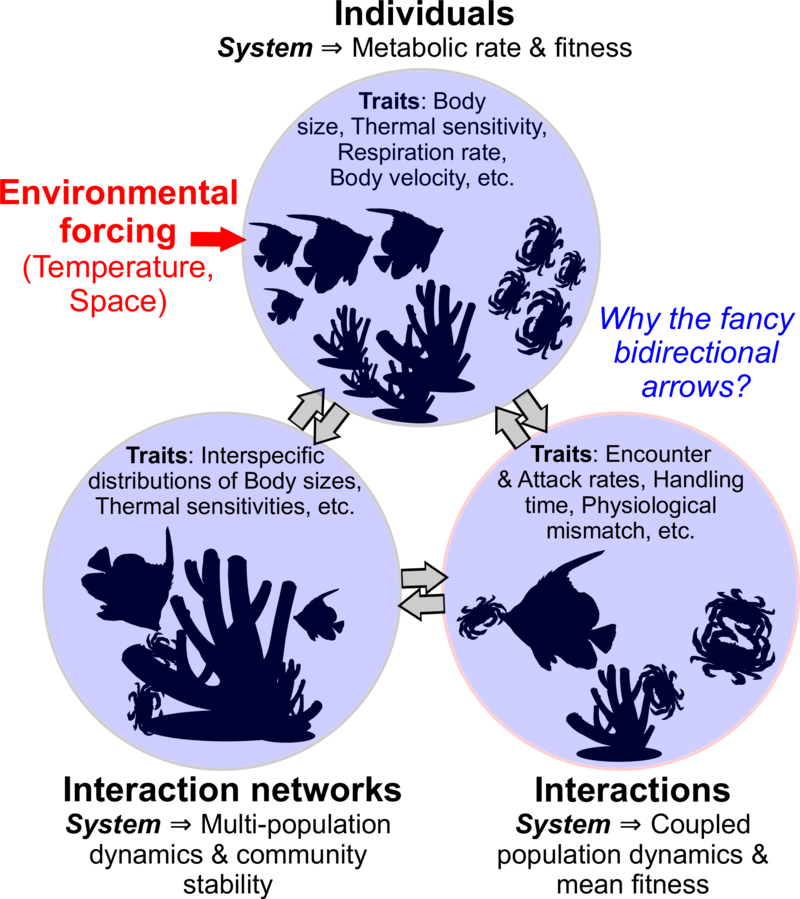 Individuals
System ⇒ Metabolic rate & fitness
Traits: Body
size, Thermal sensitivity,
Respiration rate,
Body velocity, etc.
Environmental
forcing
(Temperature,
Space)
Why the fancy
bidirectional
arrows?
Traits: Interspecific
distributions of Body sizes,
Thermal sensitivities, etc.
Traits: Encounter
& Attack rates, Handling
time, Physiological
mismatch, etc.
Interaction networks
System ⇒ Multi-population
dynamics & community
stability
Interactions
System ⇒ Coupled
population dynamics &
mean fitness